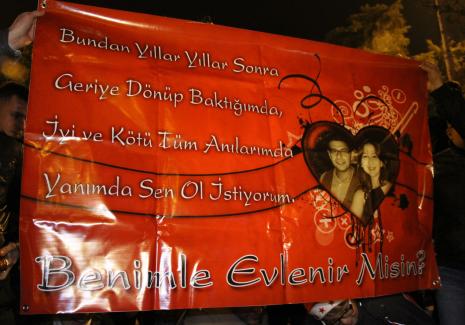 Bundan Yıllar Yıllar Sonra
Geriye Dönüp Baktığımda,
İyi ve Kötü Tüm Anılarımda
Yanımda Sen Ol İstiyorum.
Benimle Evlenir Misin?